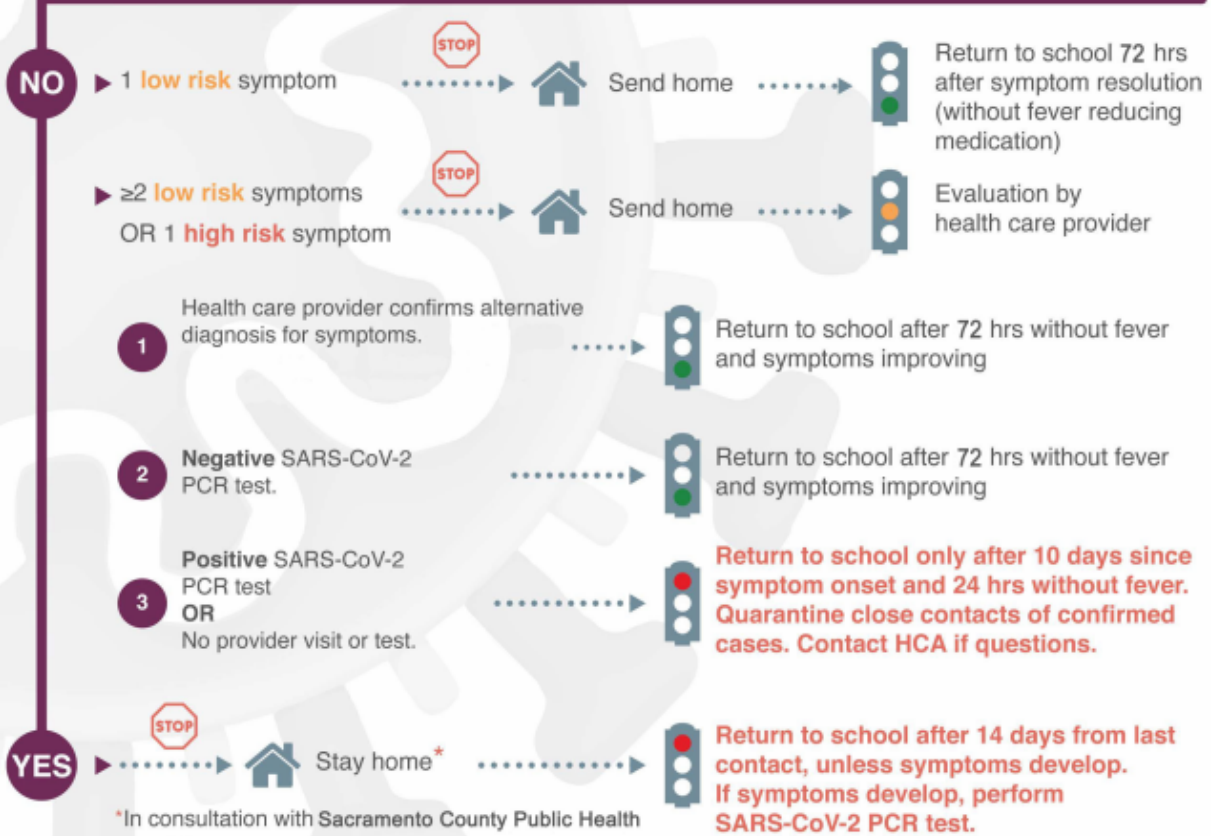 NO
1 low risk symptom
STOP
Send home
Return to school 72 hrs
after symptom resolution
(without fever reducing
medication)
≥2 low risk symptoms
OR 1 high risk symptom
STOP
Send home
Evaluation by
health care provider
1
Health care provider confirms alternative
diagnosis for symptoms.
Return to school after 72 hrs without fever
and symptoms improving
2
Negative SARS-CoV-2
PCR test.
Return to school after 72 hrs without fever
and symptoms improving
3
Positive SARS-CoV-2
PCR test
OR
No provider visit or test.
Return to school only after 10 days since
symptom onset and 24 hrs without fever.
Quarantine close contacts of confirmed
cases. Contact HCA if questions.
YES
STOP
Stay home*
Return to school after 14 days from last
contact, unless symptoms develop.
If symptoms develop, perform
SARS-CoV-2 PCR test.
*In consultation with Sacramento County Public Health